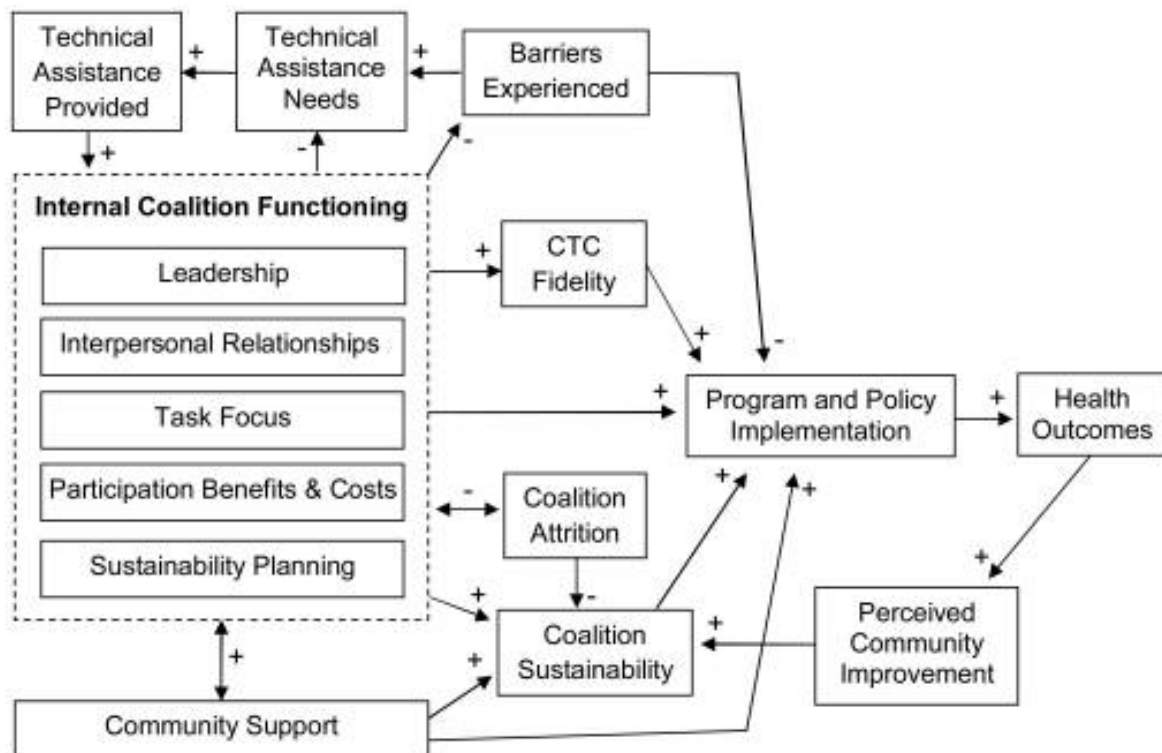 Technical
Assistance
Provided
+
Technical
Assistance
Needs
+
Barriers
Experienced
+
-
-
Internal Coalition Functioning
Leadership
Interpersonal Relationships
Task Focus
Participation Benefits & Costs
Sustainability Planning
+
CTC
Fidelity
+
-
+
Program and Policy
Implementation
+
Health
Outcomes
-
Coalition
Attrition
+
+
+
-
Coalition
Sustainability
+
+
Perceived
Community
Improvement
+
+
Community Support